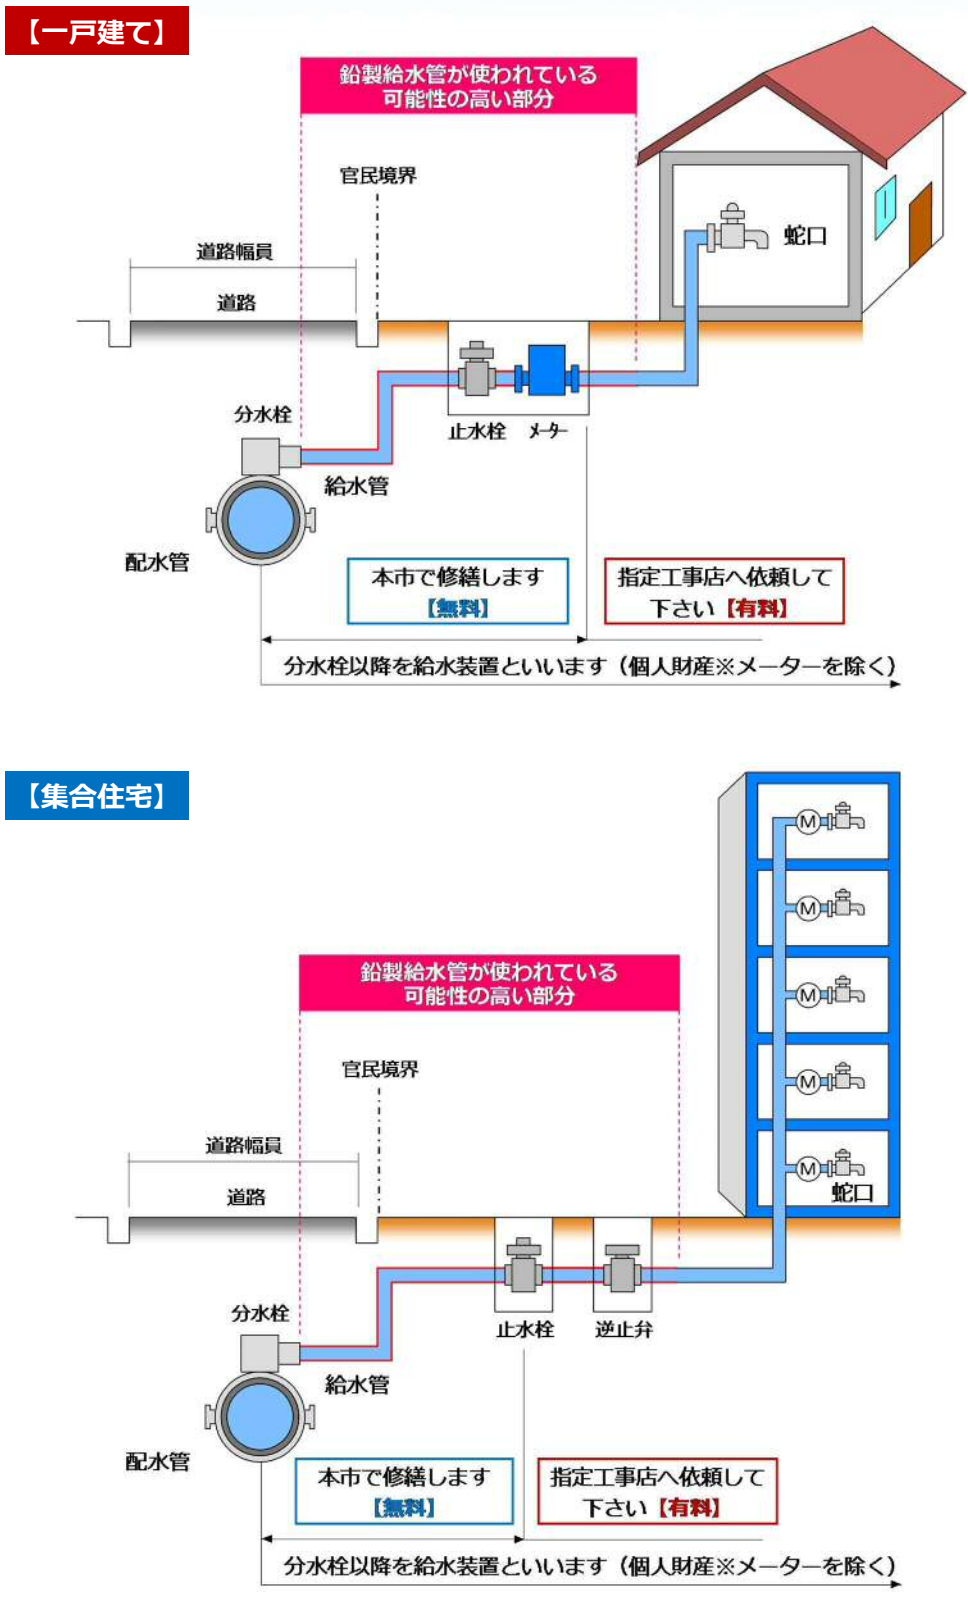 【一戸建て】
鉛製給水管が使われている
可能性の高い部分
官民境界
道路幅員
道路
蛇口
分水栓
止水栓
メーター
給水管
配水管
本市で修繕します
【無料】
指定工事店へ依頼して
下さい【有料】
分水栓以降を給水装置といいます（個人財産※メーターを除く）
【集合住宅】
M
M
M
M
M
蛇口
鉛製給水管が使われている
可能性の高い部分
官民境界
道路幅員
道路
分水栓
止水栓
逆止弁
給水管
配水管
本市で修繕します
【無料】
指定工事店へ依頼して
下さい【有料】
分水栓以降を給水装置といいます（個人財産※メーターを除く）